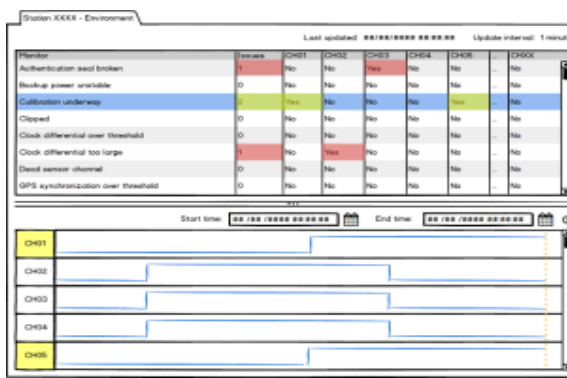 Station XXXX - Environment
Last updated: ##/##/#### ##:##:## Update interval: 1 minut
Monitor Issues CH01 CH02 CH03 CH04 CH05 ... CHXX
Authentication seal broken 1 No No Yes No No ... No
Backup power unstable 0 No No No No No ... No
Calibration underway 2 Yes No No No Yes ... No
Clipped 0 No No No No No ... No
Clock differential over threshold 0 No No No No No ... No
Clock differential too large 1 No Yes No No No ... No
Dead sensor channel 0 No No No No No ... No
GPS synchronization over threshold 0 No No No No No ... No
Start time: ##/##/#### ##:##:## End time: ##/##/#### ##:##:##
CH01
CH02
CH03
CH04
CH05